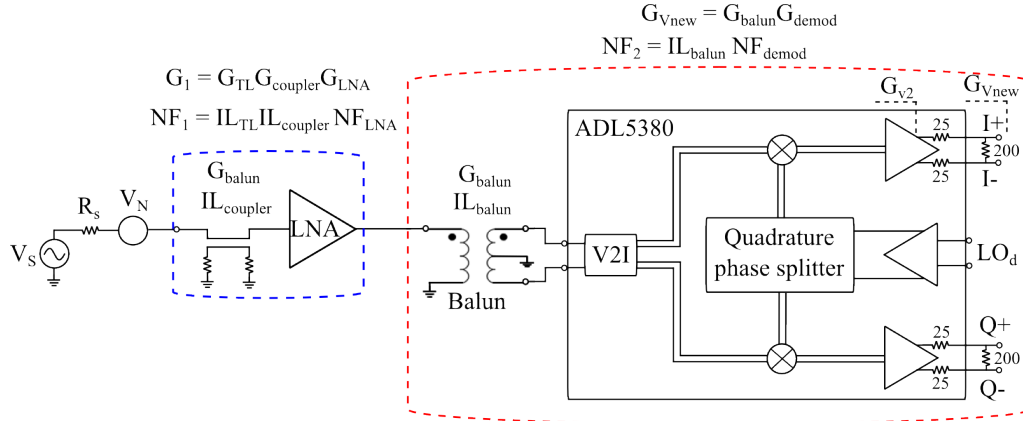 G_Vnew = G_balun G_demod
NF_2 = IL_balun NF_demod
G_1 = G_TL G_coupler G_LNA
NF_1 = IL_TL IL_coupler NF_LNA
G_v2
G_Vnew
ADL5380
25
I+
200
25
I-
G_balun
IL_coupler
G_balun
IL_balun
R_s
V_N
LNA
V_S
V2I
Quadrature
phase splitter
LO_d
Balun
25
Q+
200
25
Q-